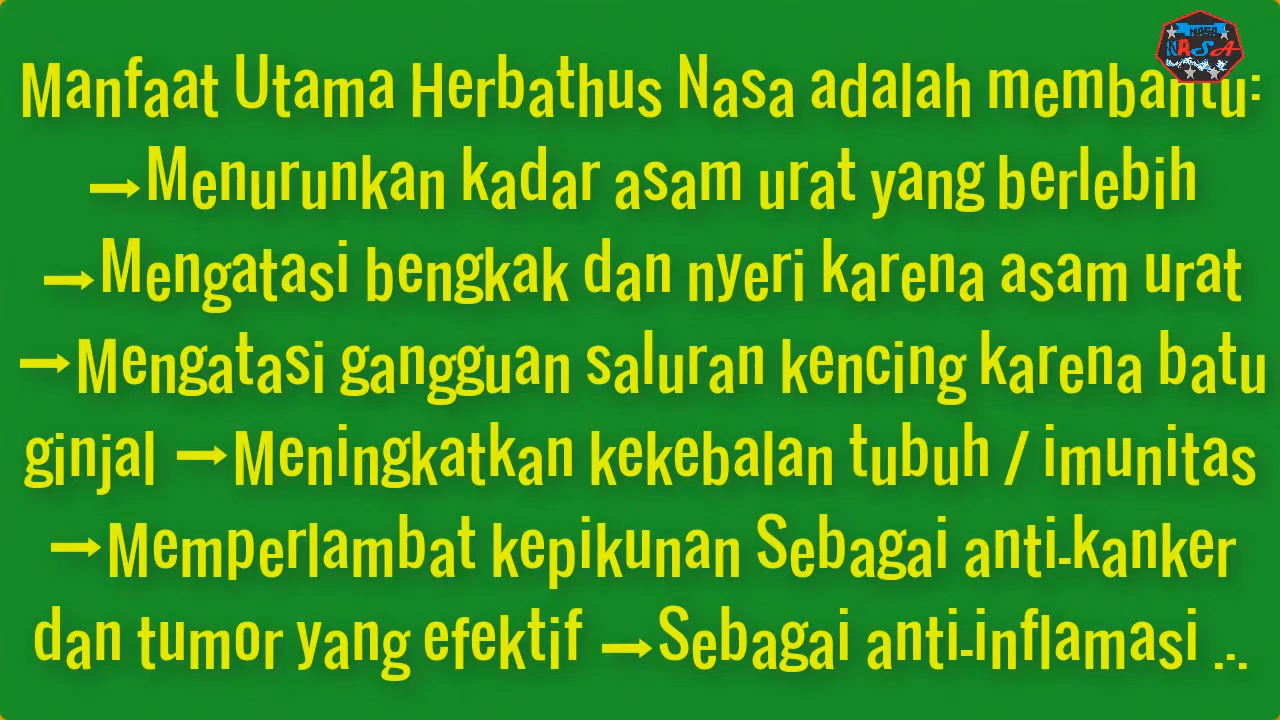 NASA
NASA
Manfaat Utama Herbathus Nasa adalah membantu:
→Menurunkan kadar asam urat yang berlebih
→Mengatasi bengkak dan nyeri karena asam urat
→Mengatasi gangguan saluran kencing karena batu
ginjal →Meningkatkan kekebalan tubuh / imunitas
→Memperlambat kepikunan Sebagai anti-kanker
dan tumor yang efektif →Sebagai anti-inflamasi ...